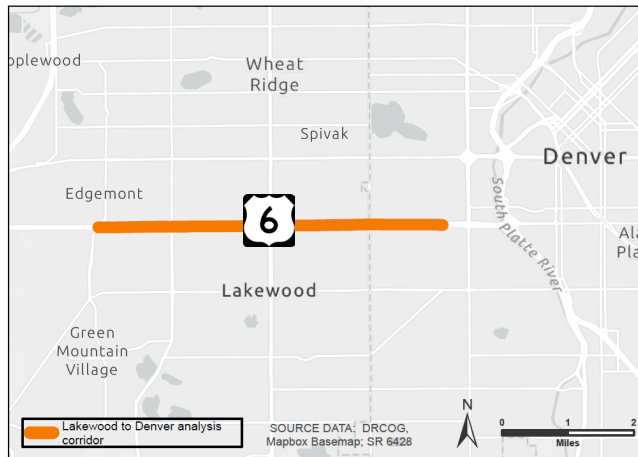 pplewood
Wheat
Ridge
Spivak
Denver
Edgemont
6
South Platte River
Ala
Pla
Lakewood
Green
Mountain
Village
Lakewood to Denver analysis
corridor
SOURCE DATA: DRCOG,
Mapbox Basemap; SR 6428
N
0 1 2
Miles